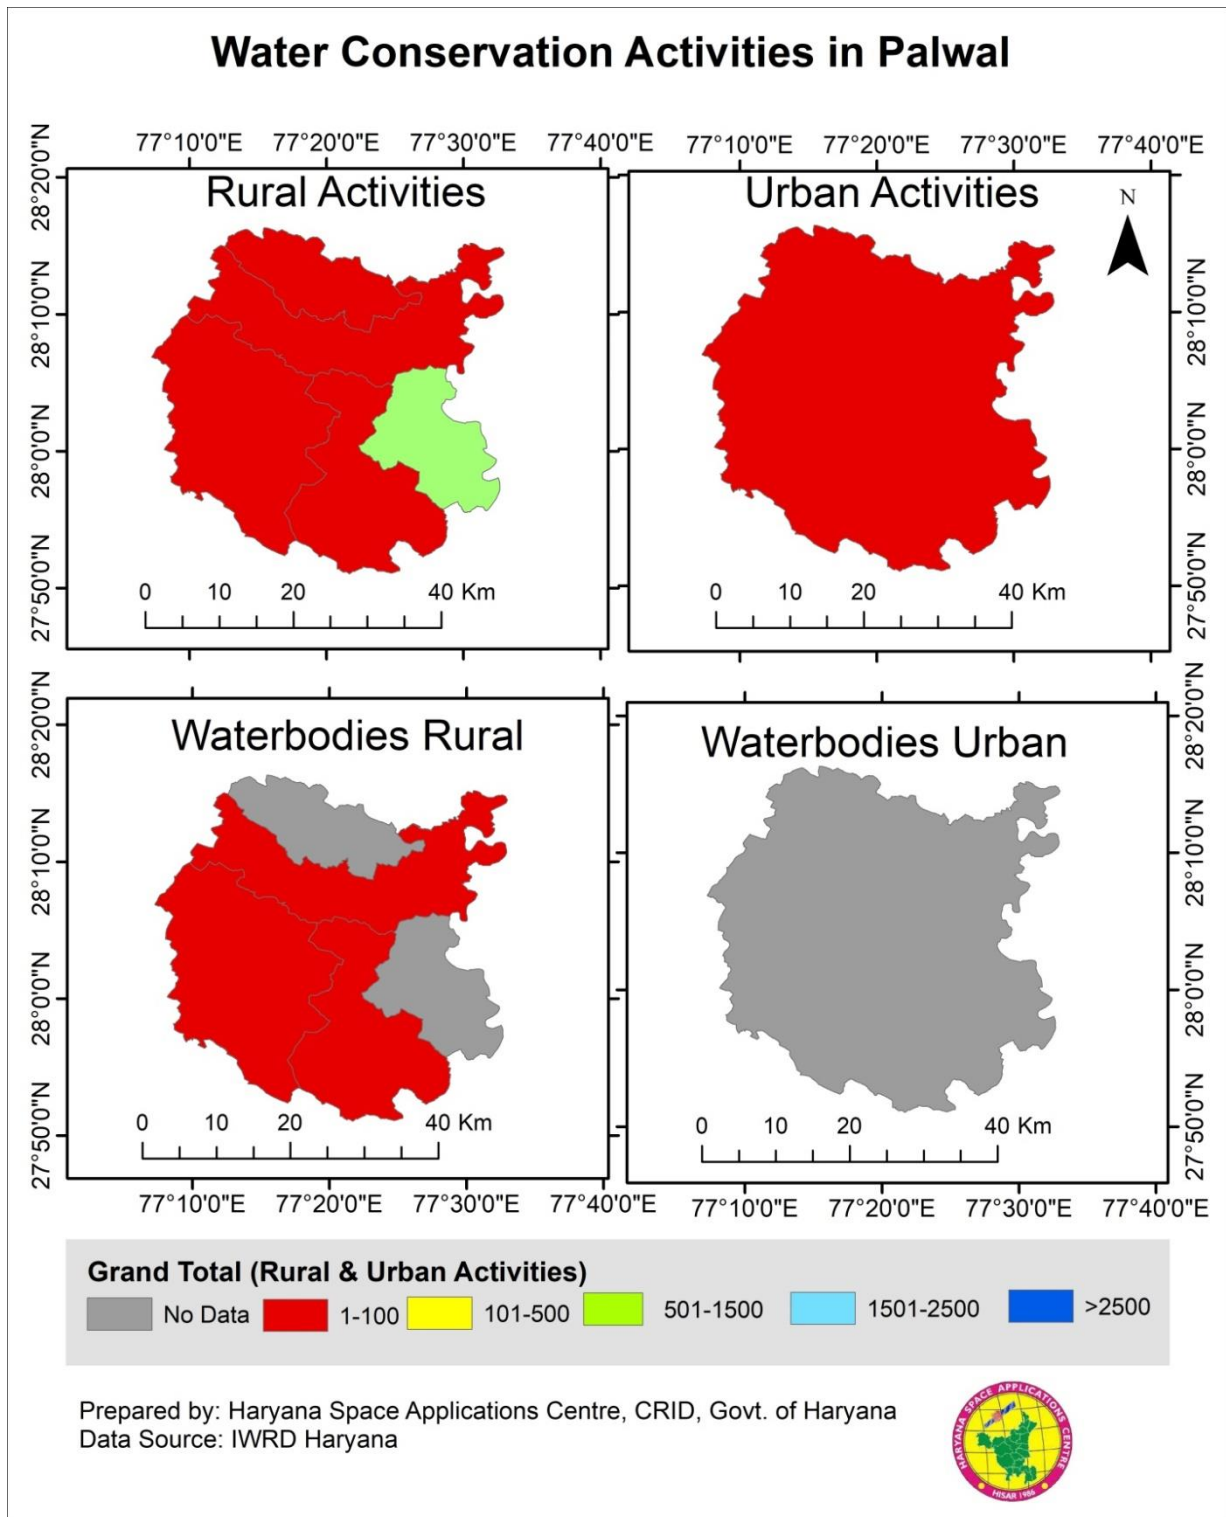 Water Conservation Activities in Palwal
77°10'0"E 77°20'0"E 77°30'0"E 77°40'0"E
77°10'0"E 77°20'0"E 77°30'0"E 77°40'0"E
Rural Activities
28°20'0"N
28°10'0"N
28°0'0"N
27°50'0"N
0 10 20 40 Km
Urban Activities
N
28°10'0"N
28°0'0"N
27°50'0"N
0 10 20 40 Km
Waterbodies Rural
28°20'0"N
28°10'0"N
28°0'0"N
27°50'0"N
0 10 20 40 Km
77°10'0"E 77°20'0"E 77°30'0"E 77°40'0"E
Waterbodies Urban
28°20'0"N
28°10'0"N
28°0'0"N
27°50'0"N
0 10 20 40 Km
77°10'0"E 77°20'0"E 77°30'0"E 77°40'0"E
Grand Total (Rural & Urban Activities)
No Data 1-100 101-500 501-1500 1501-2500 >2500
Prepared by: Haryana Space Applications Centre, CRID, Govt. of Haryana
Data Source: IWRD Haryana
HARYANA SPACE APPLICATIONS CENTRE
HISAR 1986